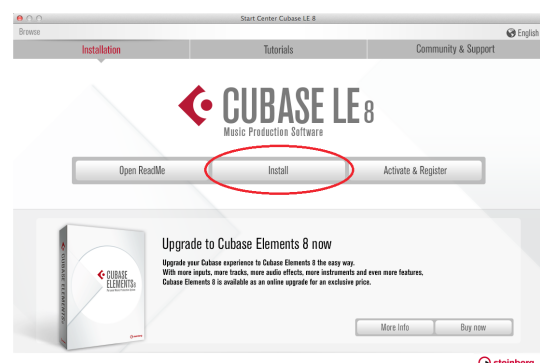 Start Center Cubase LE 8
Browse
English
Installation
Tutorials
Community & Support
CUBASE LE 8
Music Production Software
Open ReadMe
Install
Activate & Register
Upgrade to Cubase Elements 8 now
Upgrade your Cubase experience to Cubase Elements 8 the easy way.
With more inputs, more tracks, more audio effects, more instruments and even more features,
Cubase Elements 8 is available as an online upgrade for an exclusive price.
CUBASE ELEMENTS
CUBASE
ELEMENTS 8
steinberg
More Info
Buy now
steinberg